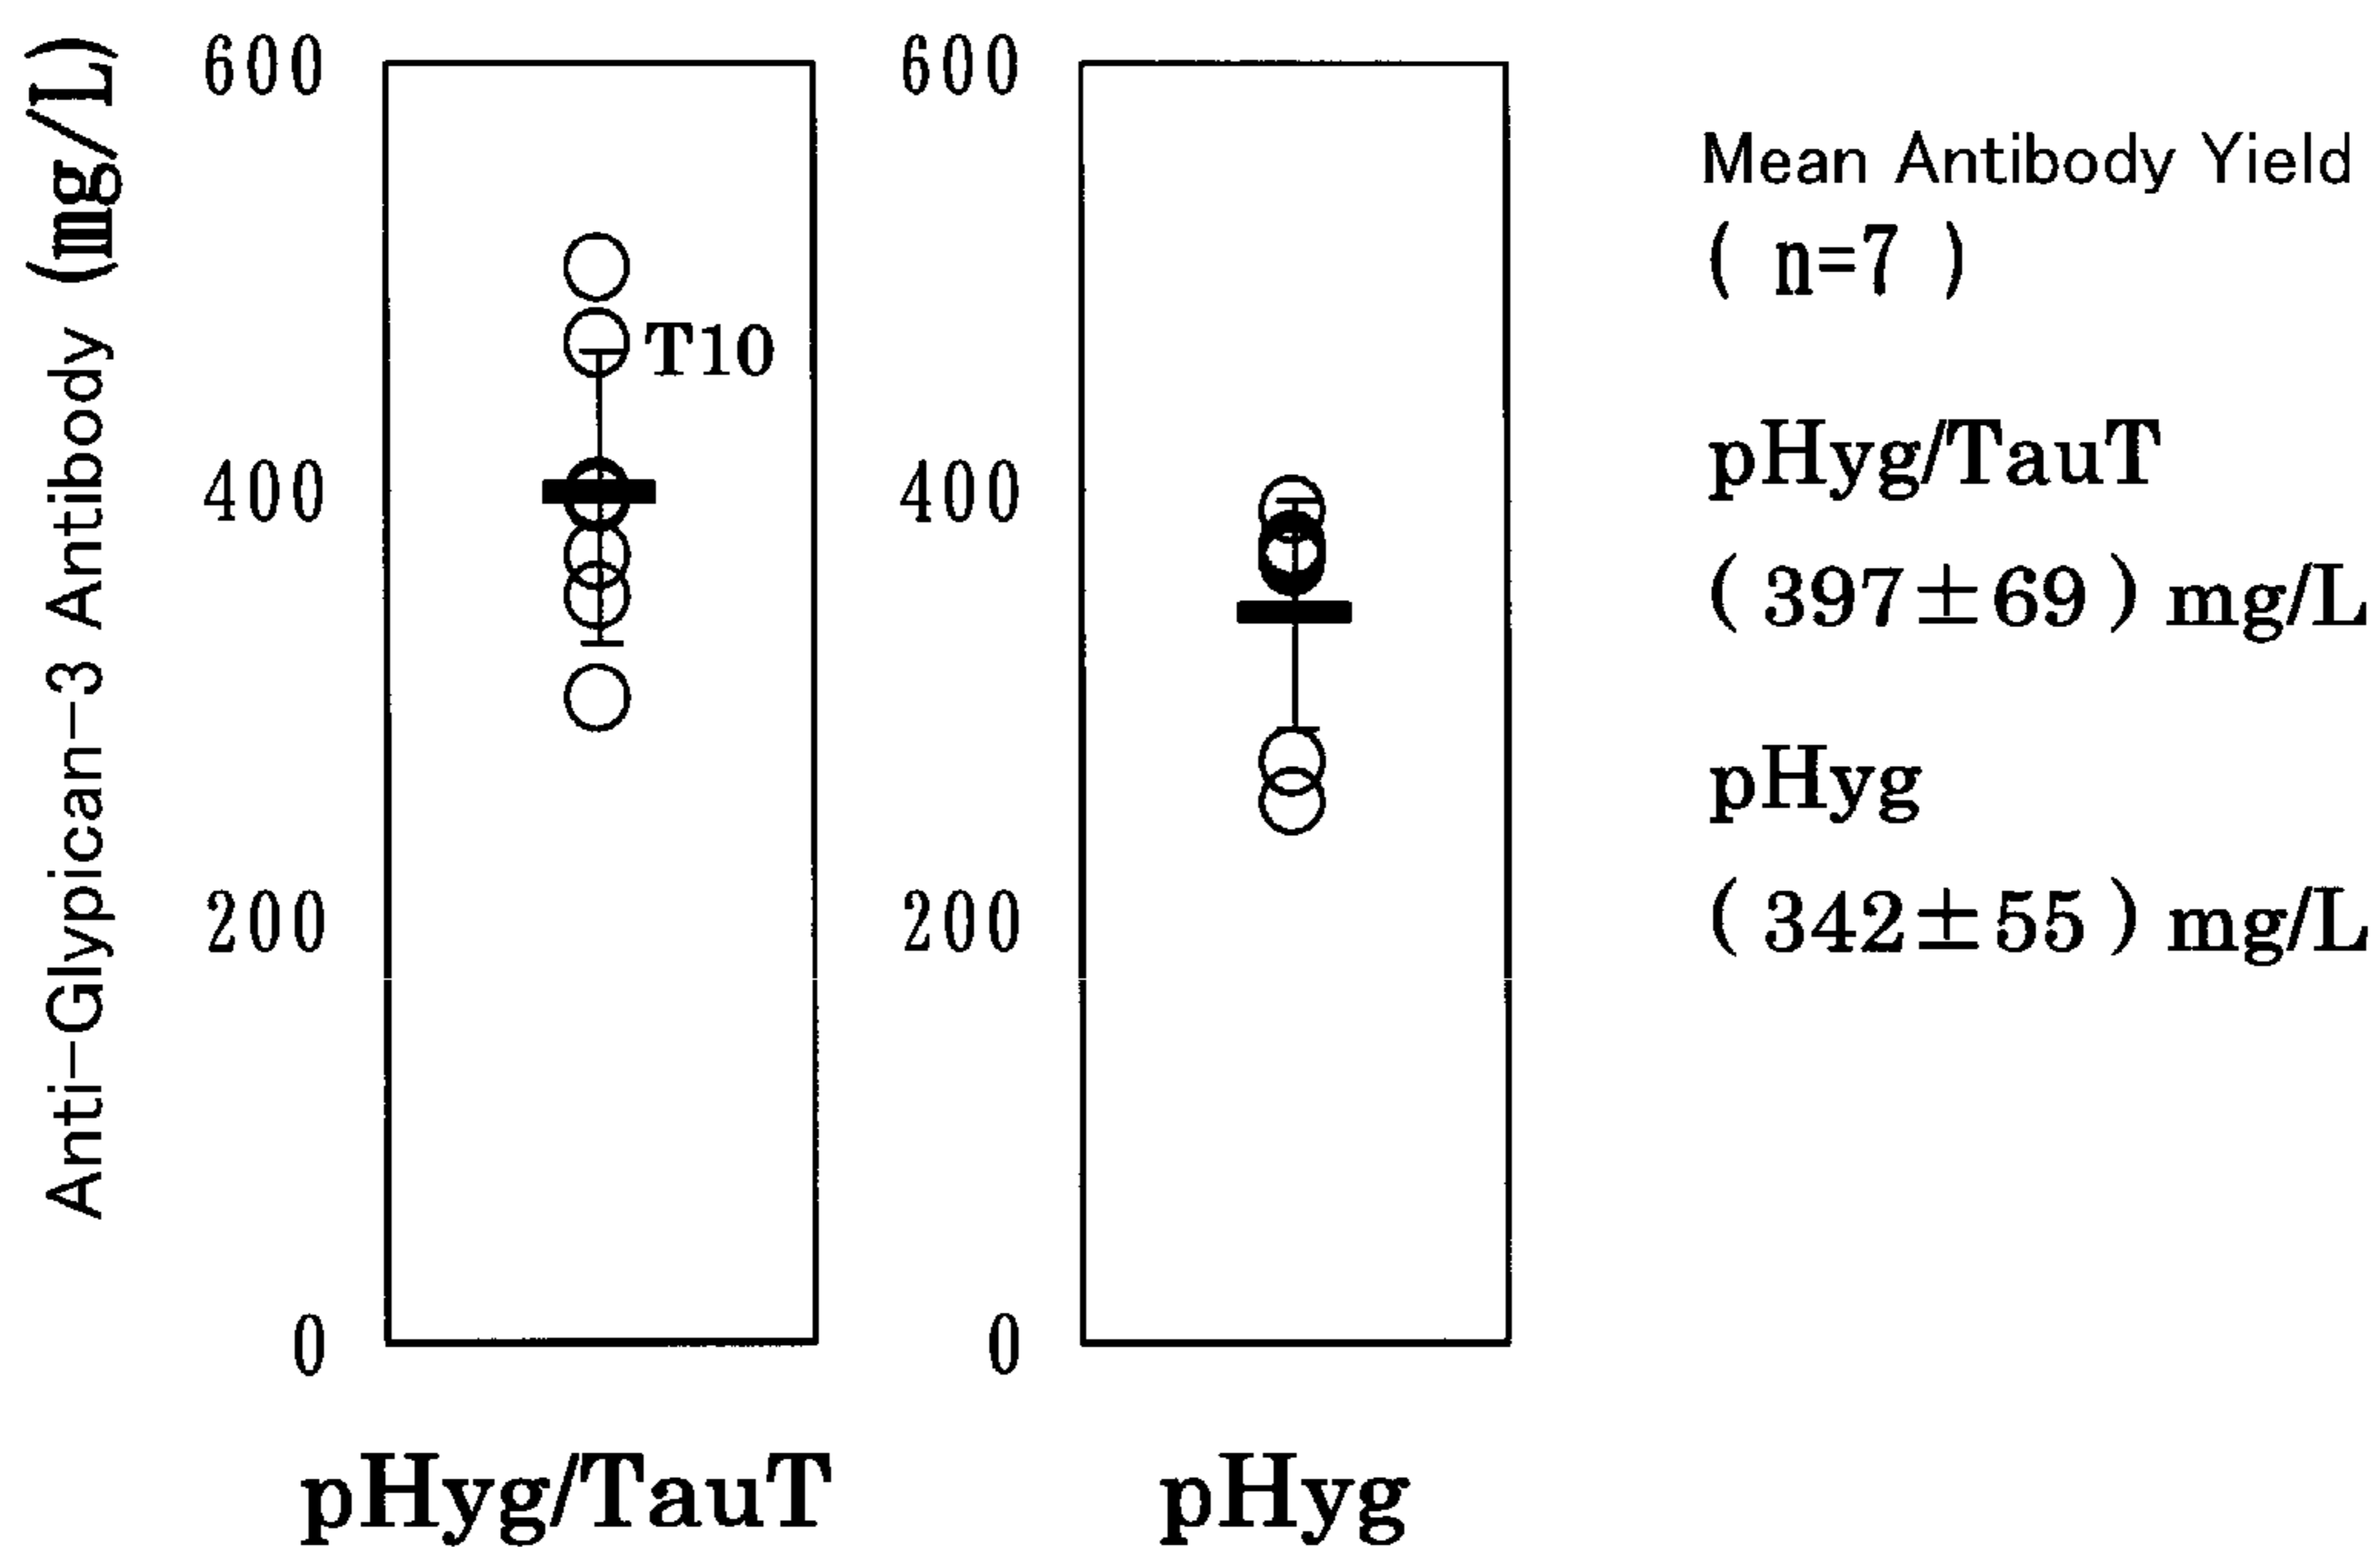 Anti-Glypican-3 Antibody (mg/L)
600
400
200
0
T10
pHyg/TauT
600
400
200
0
pHyg
Mean Antibody Yield
( n=7 )
pHyg/TauT
(397±69)mg/L
pHyg
(342±55)mg/L